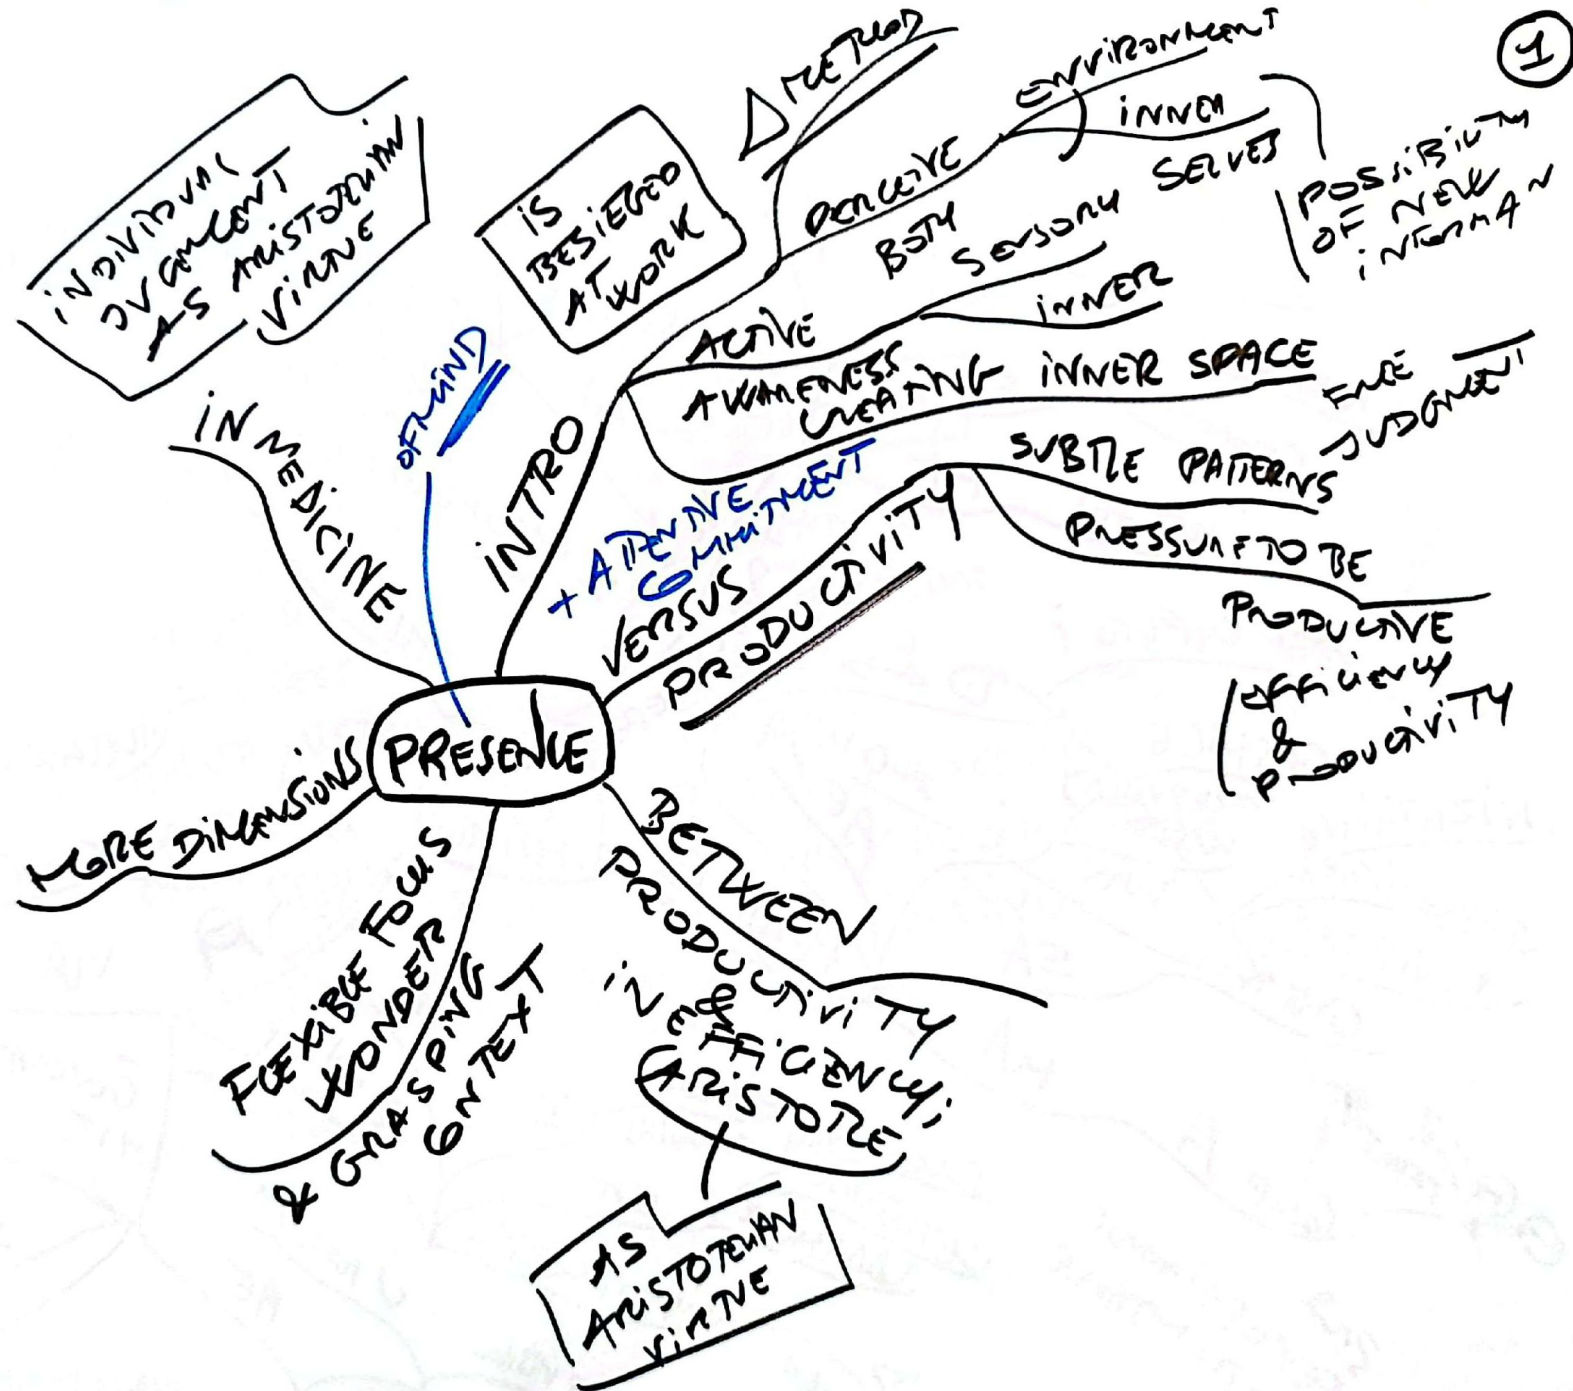 1
PRESENCE
OF MIND
INTRO
IS
BESIEGED
AT
WORK
Δ METHOD
PERCEIVE
ENVIRONMENT
INNER
SELVES
POSSIBILITY
OF NEW
ACTIVE
AWARENESS
BOTH
SENSORY
INNER
CREATING INNER SPACE
FREE
JUDGMENT
+ ATTENTIVE
COMMITMENT
VERSUS
PRODUCTIVITY
SUBTLE PATTERNS
PRESSURE TO BE
PRODUCTIVE
EFFICIENCY
&
PRODUCTIVITY
BETWEEN
PRODUCTIVITY
&
INEFFICIENCY;
ARISTOTLE
AS
ARISTOTELIAN
VIRTUE
FLEXIBLE FOCUS
WONDER
& GRASPING
CONTEXT
MORE DIMENSIONS
IN MEDICINE
INDIVIDUAL
JUDGMENT
AS ARISTOTELIAN
VIRTUE